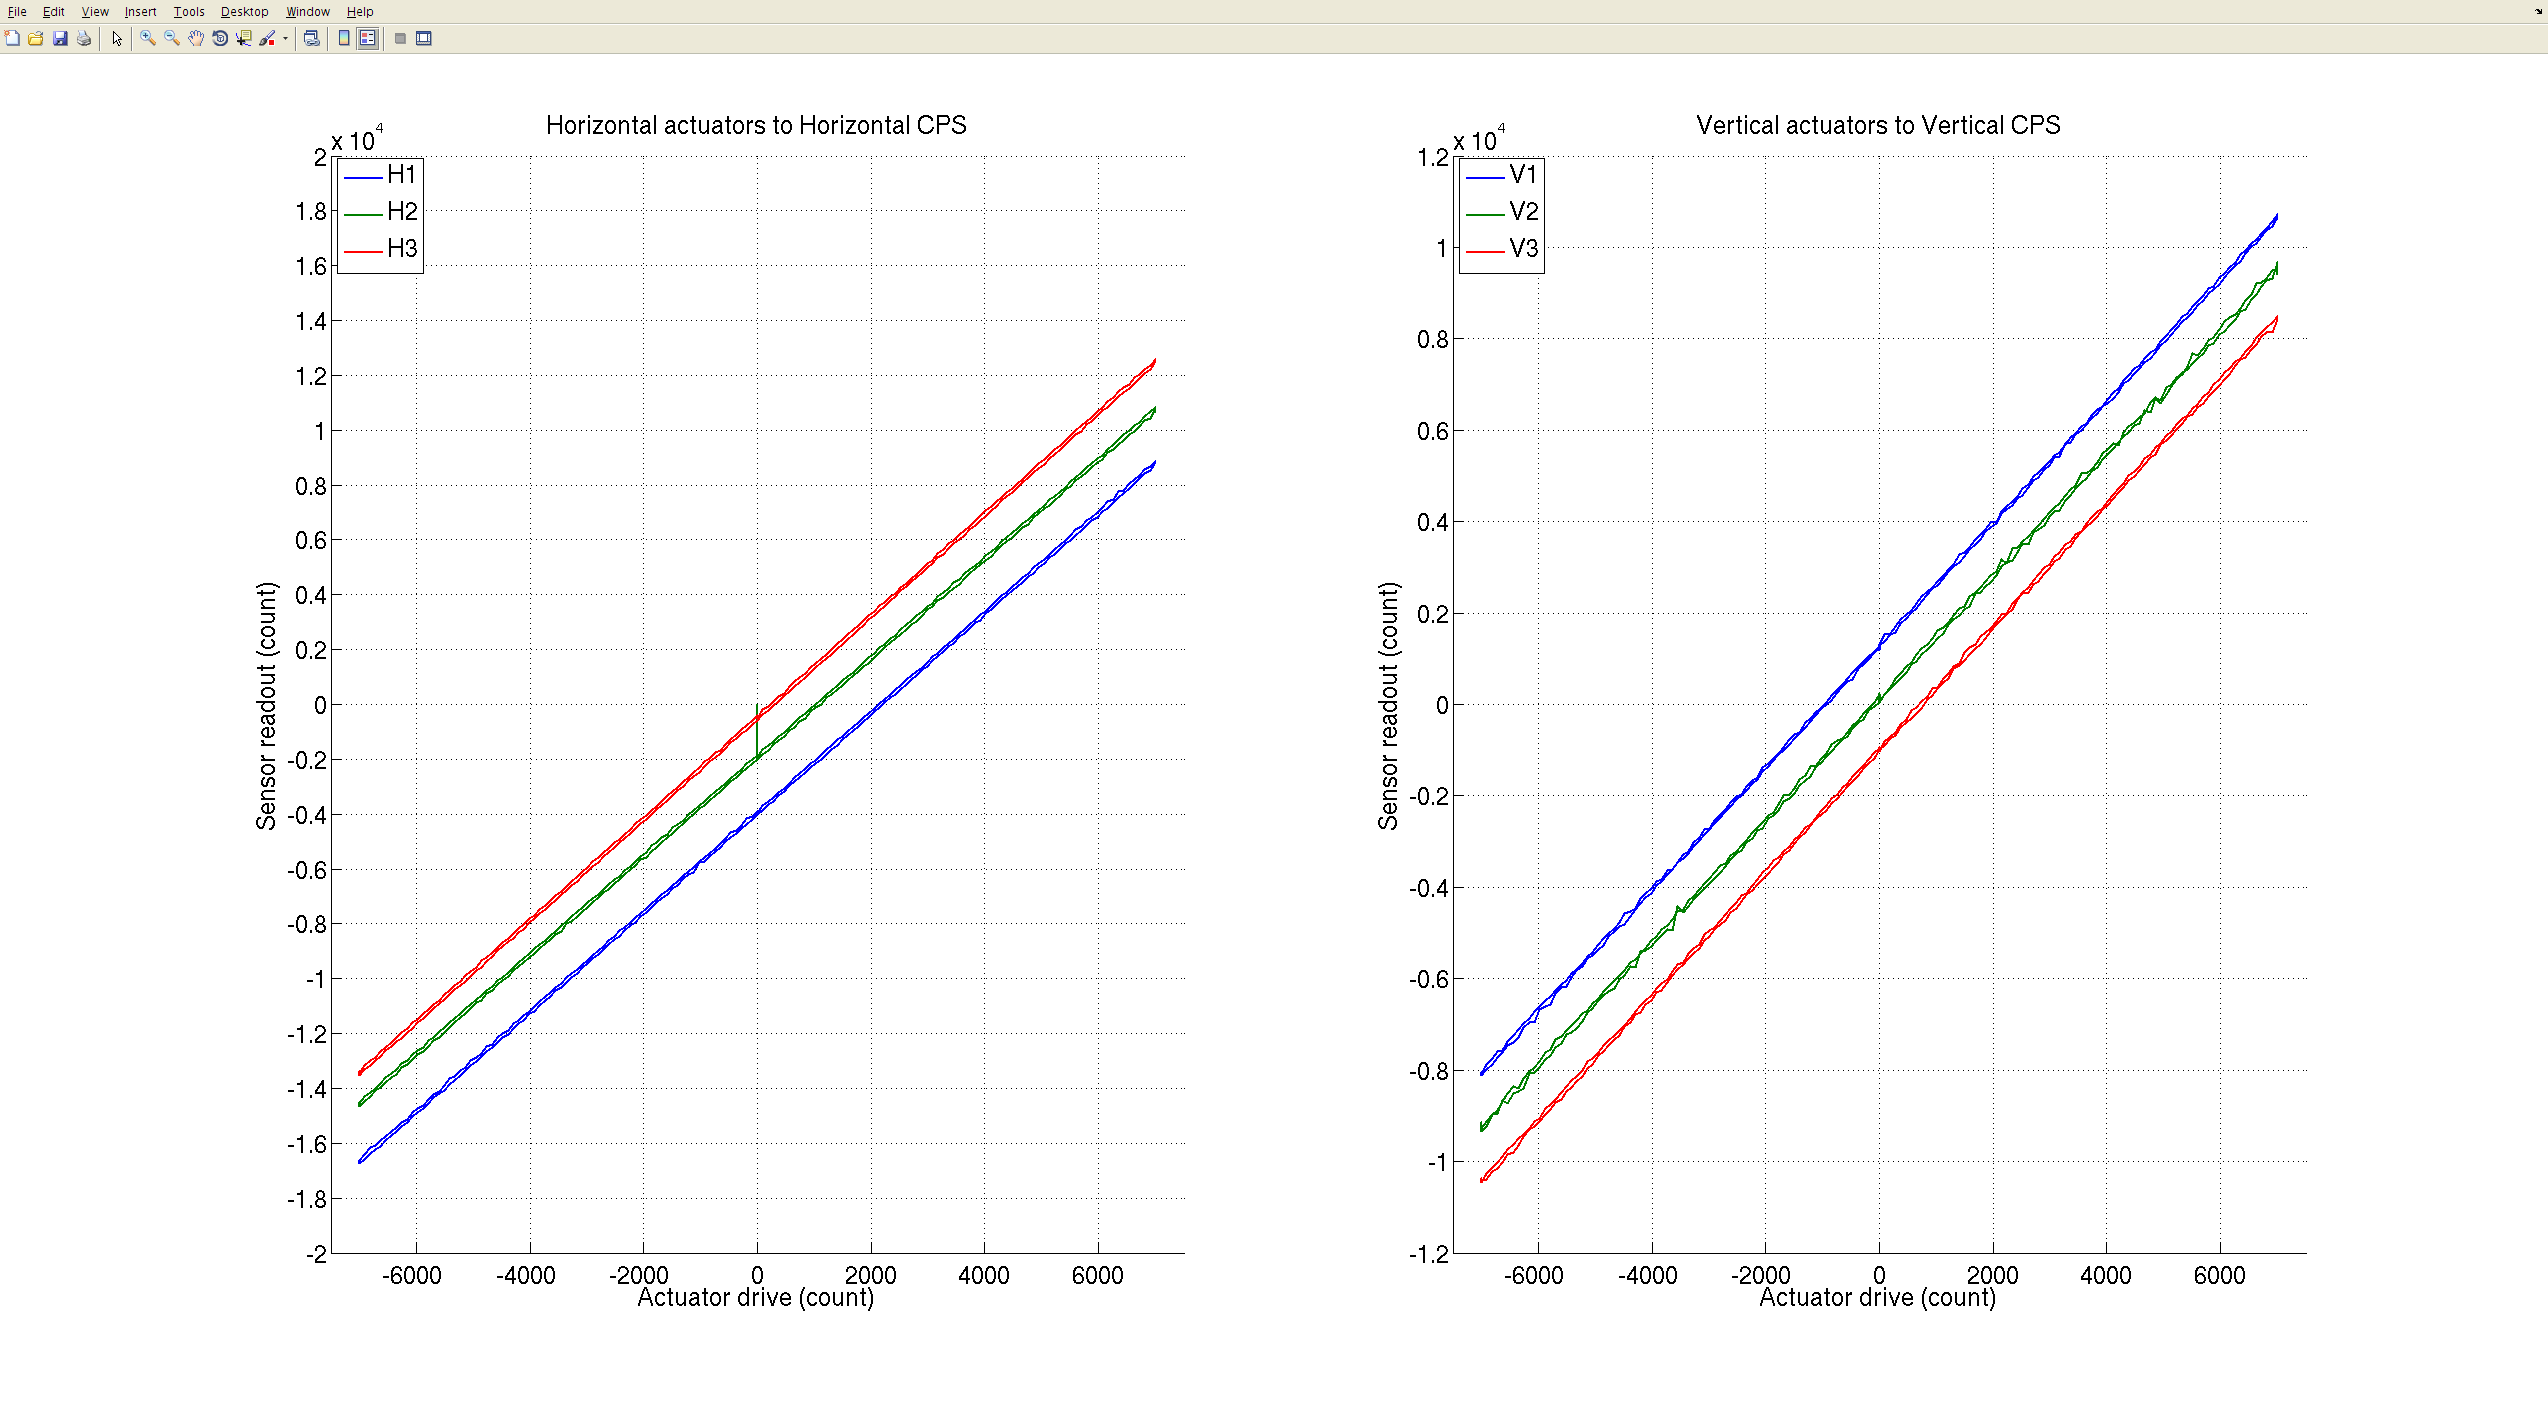 File Edit View Insert Tools Desktop Window Help
Horizontal actuators to Horizontal CPS
x 10^4
2
1.8
1.6
1.4
1.2
1
0.8
0.6
0.4
0.2
0
-0.2
-0.4
-0.6
-0.8
-1
-1.2
-1.4
-1.6
-1.8
-2
H1
H2
H3
Sensor readout (count)
-6000 -4000 -2000 0 2000 4000 6000
Actuator drive (count)
Vertical actuators to Vertical CPS
x 10^4
1.2
1
0.8
0.6
0.4
0.2
0
-0.2
-0.4
-0.6
-0.8
-1
-1.2
V1
V2
V3
Sensor readout (count)
-6000 -4000 -2000 0 2000 4000 6000
Actuator drive (count)